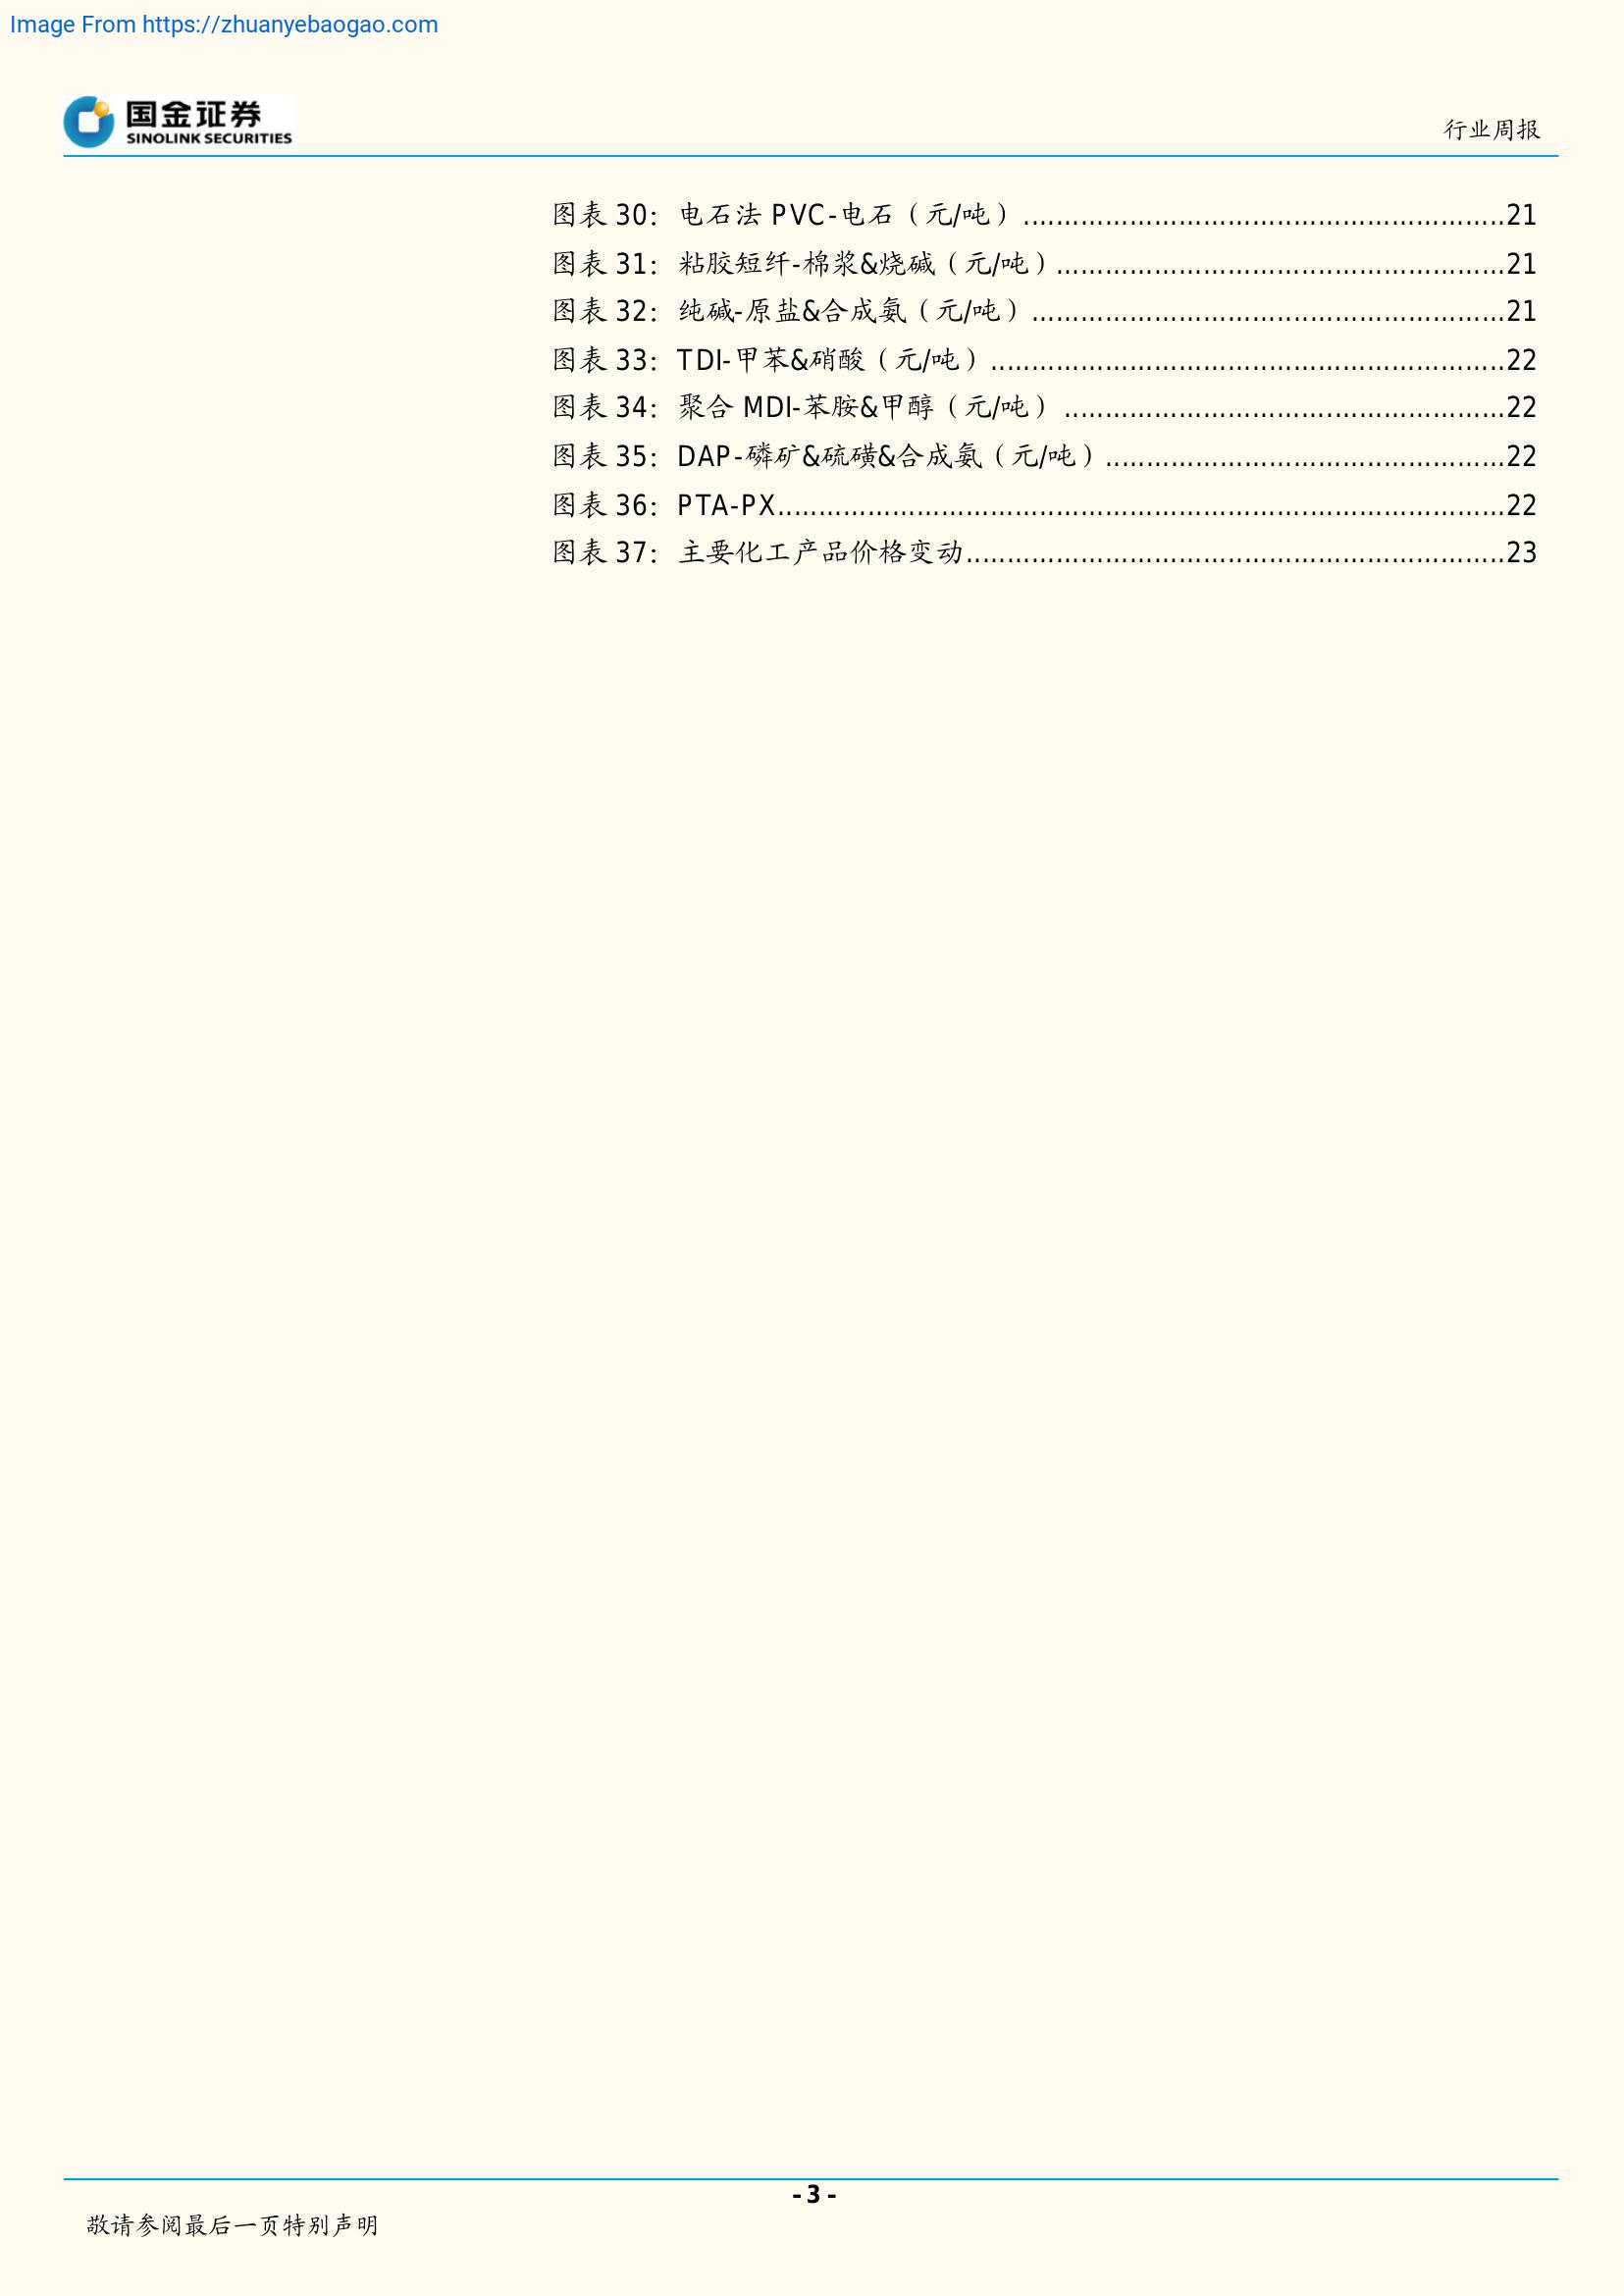 Image From https://zhuanyebaogao.com
国金证券
SINOLINK SECURITIES
行业周报
图表 30：电石法 PVC-电石（元/吨）....................21
图表 31：粘胶短纤-棉浆&烧碱（元/吨）....................21
图表 32：纯碱-原盐&合成氨（元/吨）....................21
图表 33：TDI-甲苯&硝酸（元/吨）....................22
图表 34：聚合 MDI-苯胺&甲醇（元/吨）....................22
图表 35：DAP-磷矿&硫磺&合成氨（元/吨）....................22
图表 36：PTA-PX....................22
图表 37：主要化工产品价格变动....................23
- 3 -
敬请参阅最后一页特别声明